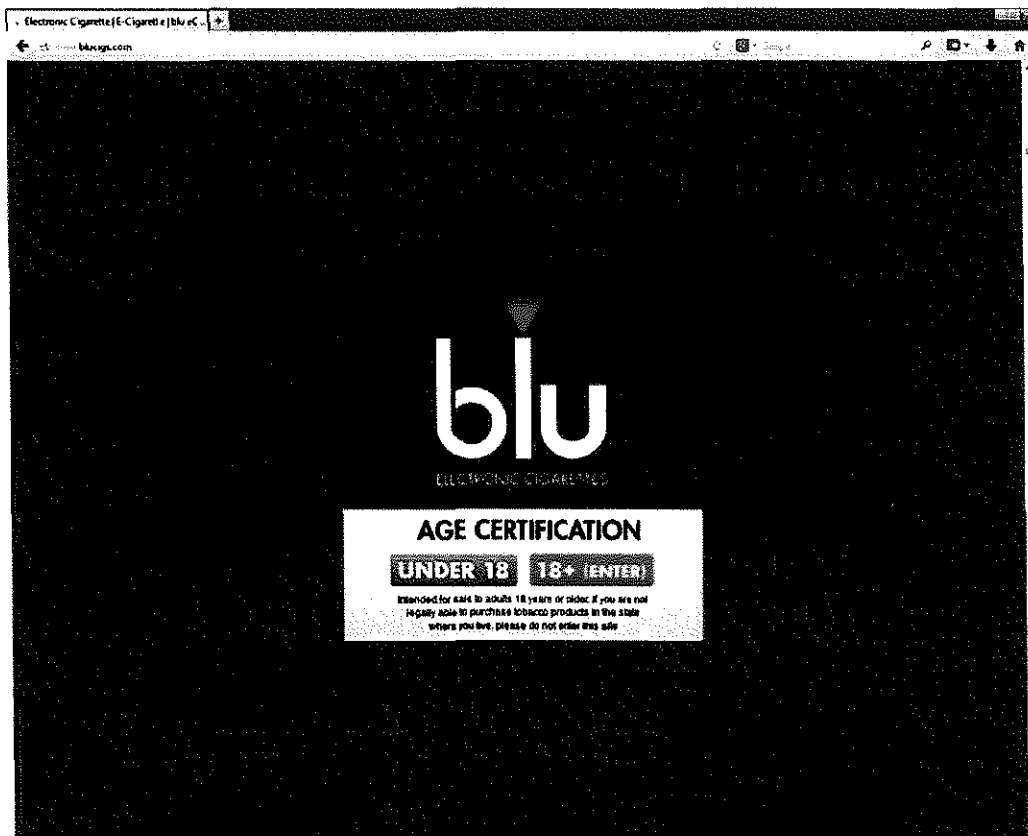 Electronic Cigarette | E-Cigarette | blu eC
www.blucigs.com
Google
blu
ELECTRONIC CIGARETTES
AGE CERTIFICATION
UNDER 18 18+ (ENTER)
Intended for sale to adults 18 years or older. If you are not
legally able to purchase tobacco products in the state
where you live, please do not enter this site